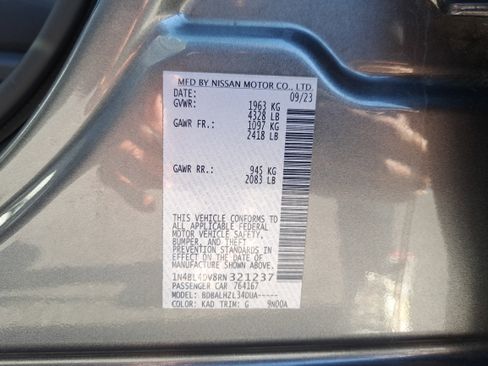 MFD BY NISSAN MOTOR CO., LTD.
DATE: 09/23
GVWR: 1963 KG
4328 LB
GAWR FR.: 1097 KG
2418 LB
GAWR RR.: 945 KG
2083 LB
THIS VEHICLE CONFORMS TO
ALL APPLICABLE FEDERAL
MOTOR VEHICLE SAFETY,
BUMPER, AND THEFT
PREVENTION STANDARDS IN
EFFECT ON THE DATE OF
MANUFACTURE SHOWN ABOVE.
1N4BL4DV8RN321237
PASSENGER CAR 764167
MODEL: BDBALHZL34DUA-----
COLOR: KAD TRIM: G 9N00A